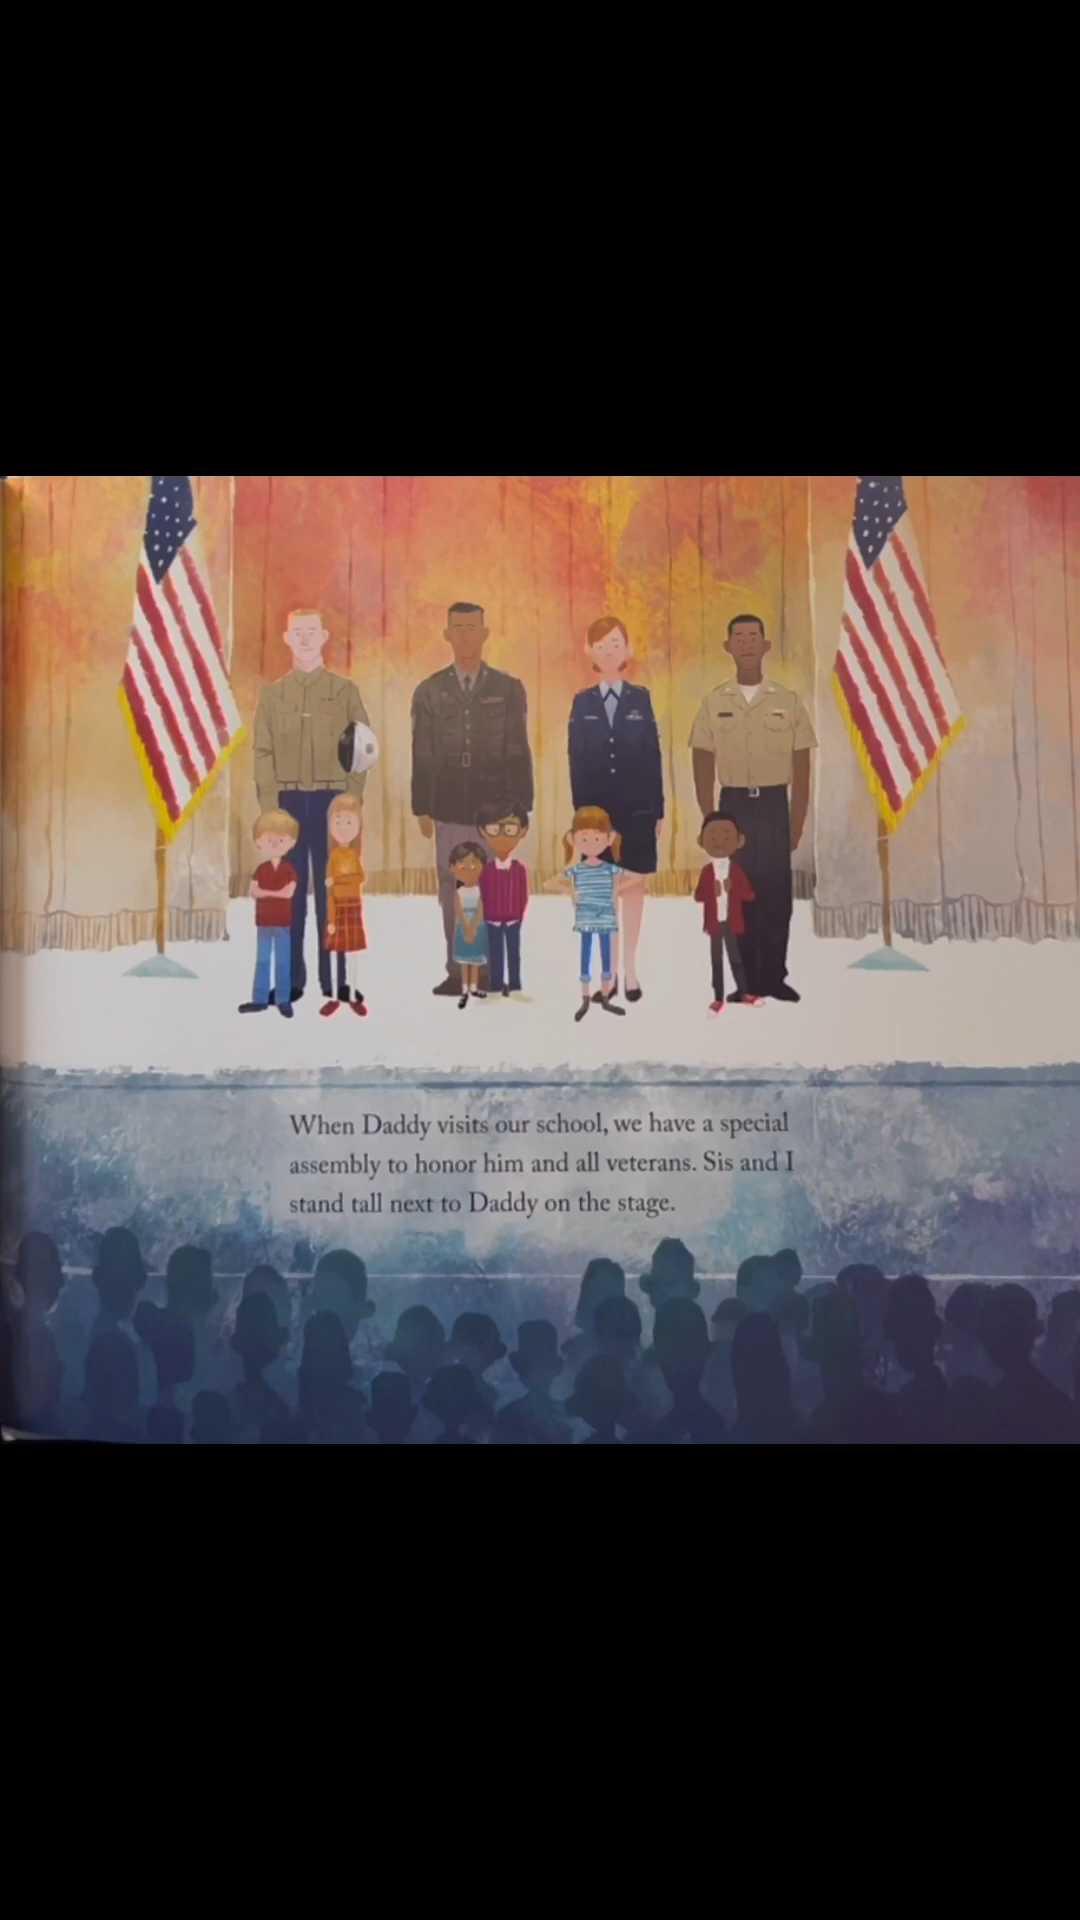 When Daddy visits our school, we have a special
assembly to honor him and all veterans. Sis and I
stand tall next to Daddy on the stage.